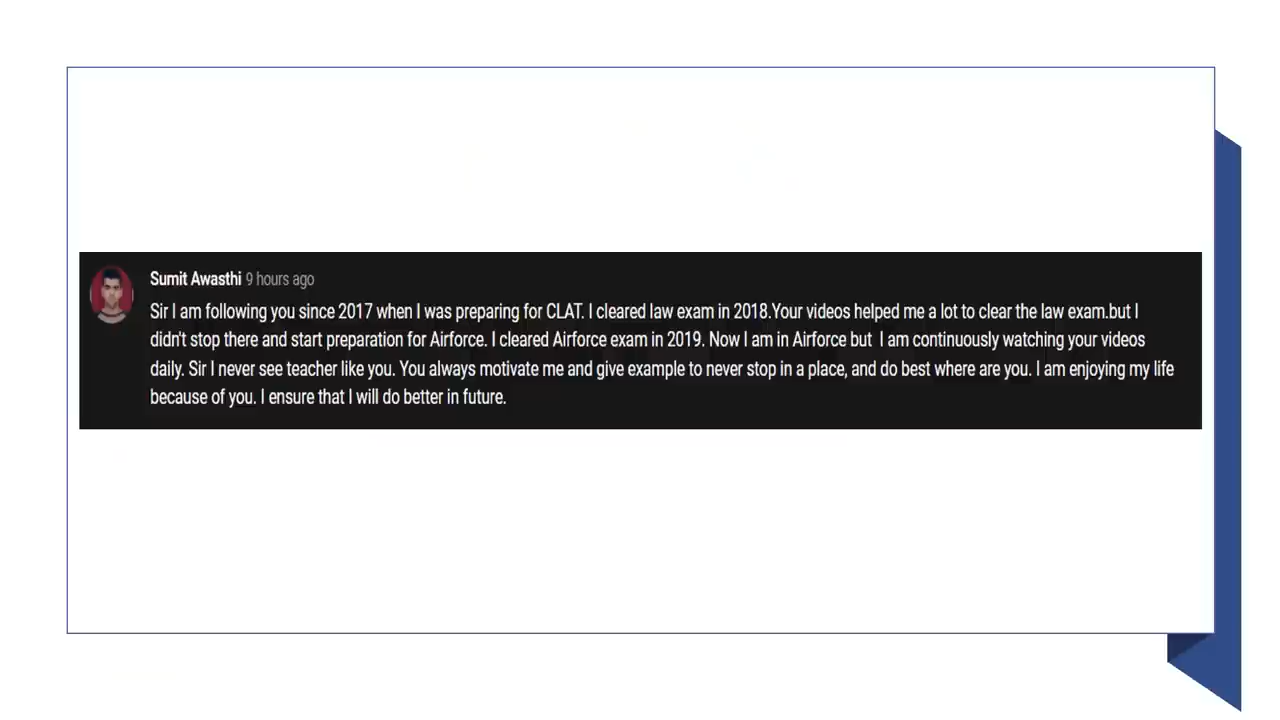 Sumit Awasthi 9 hours ago
Sir I am following you since 2017 when I was preparing for CLAT. I cleared law exam in 2018.Your videos helped me a lot to clear the law exam.but I
didn't stop there and start preparation for Airforce. I cleared Airforce exam in 2019. Now I am in Airforce but I am continuously watching your videos
daily. Sir I never see teacher like you. You always motivate me and give example to never stop in a place, and do best where are you. I am enjoying my life
because of you. I ensure that I will do better in future.